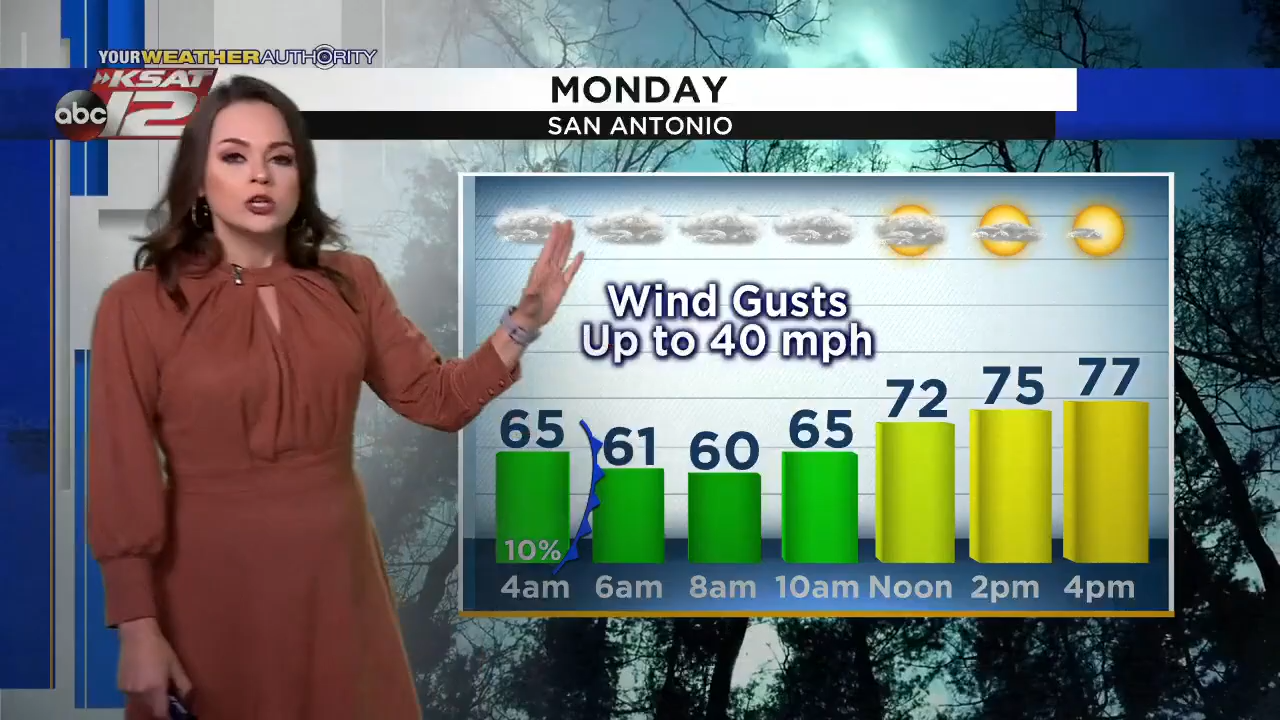 YOUR WEATHER AUTHORITY
KSAT
abc 12
MONDAY
SAN ANTONIO
Wind Gusts
Up to 40 mph
65 61 60 65 72 75 77
10%
4am 6am 8am 10am Noon 2pm 4pm